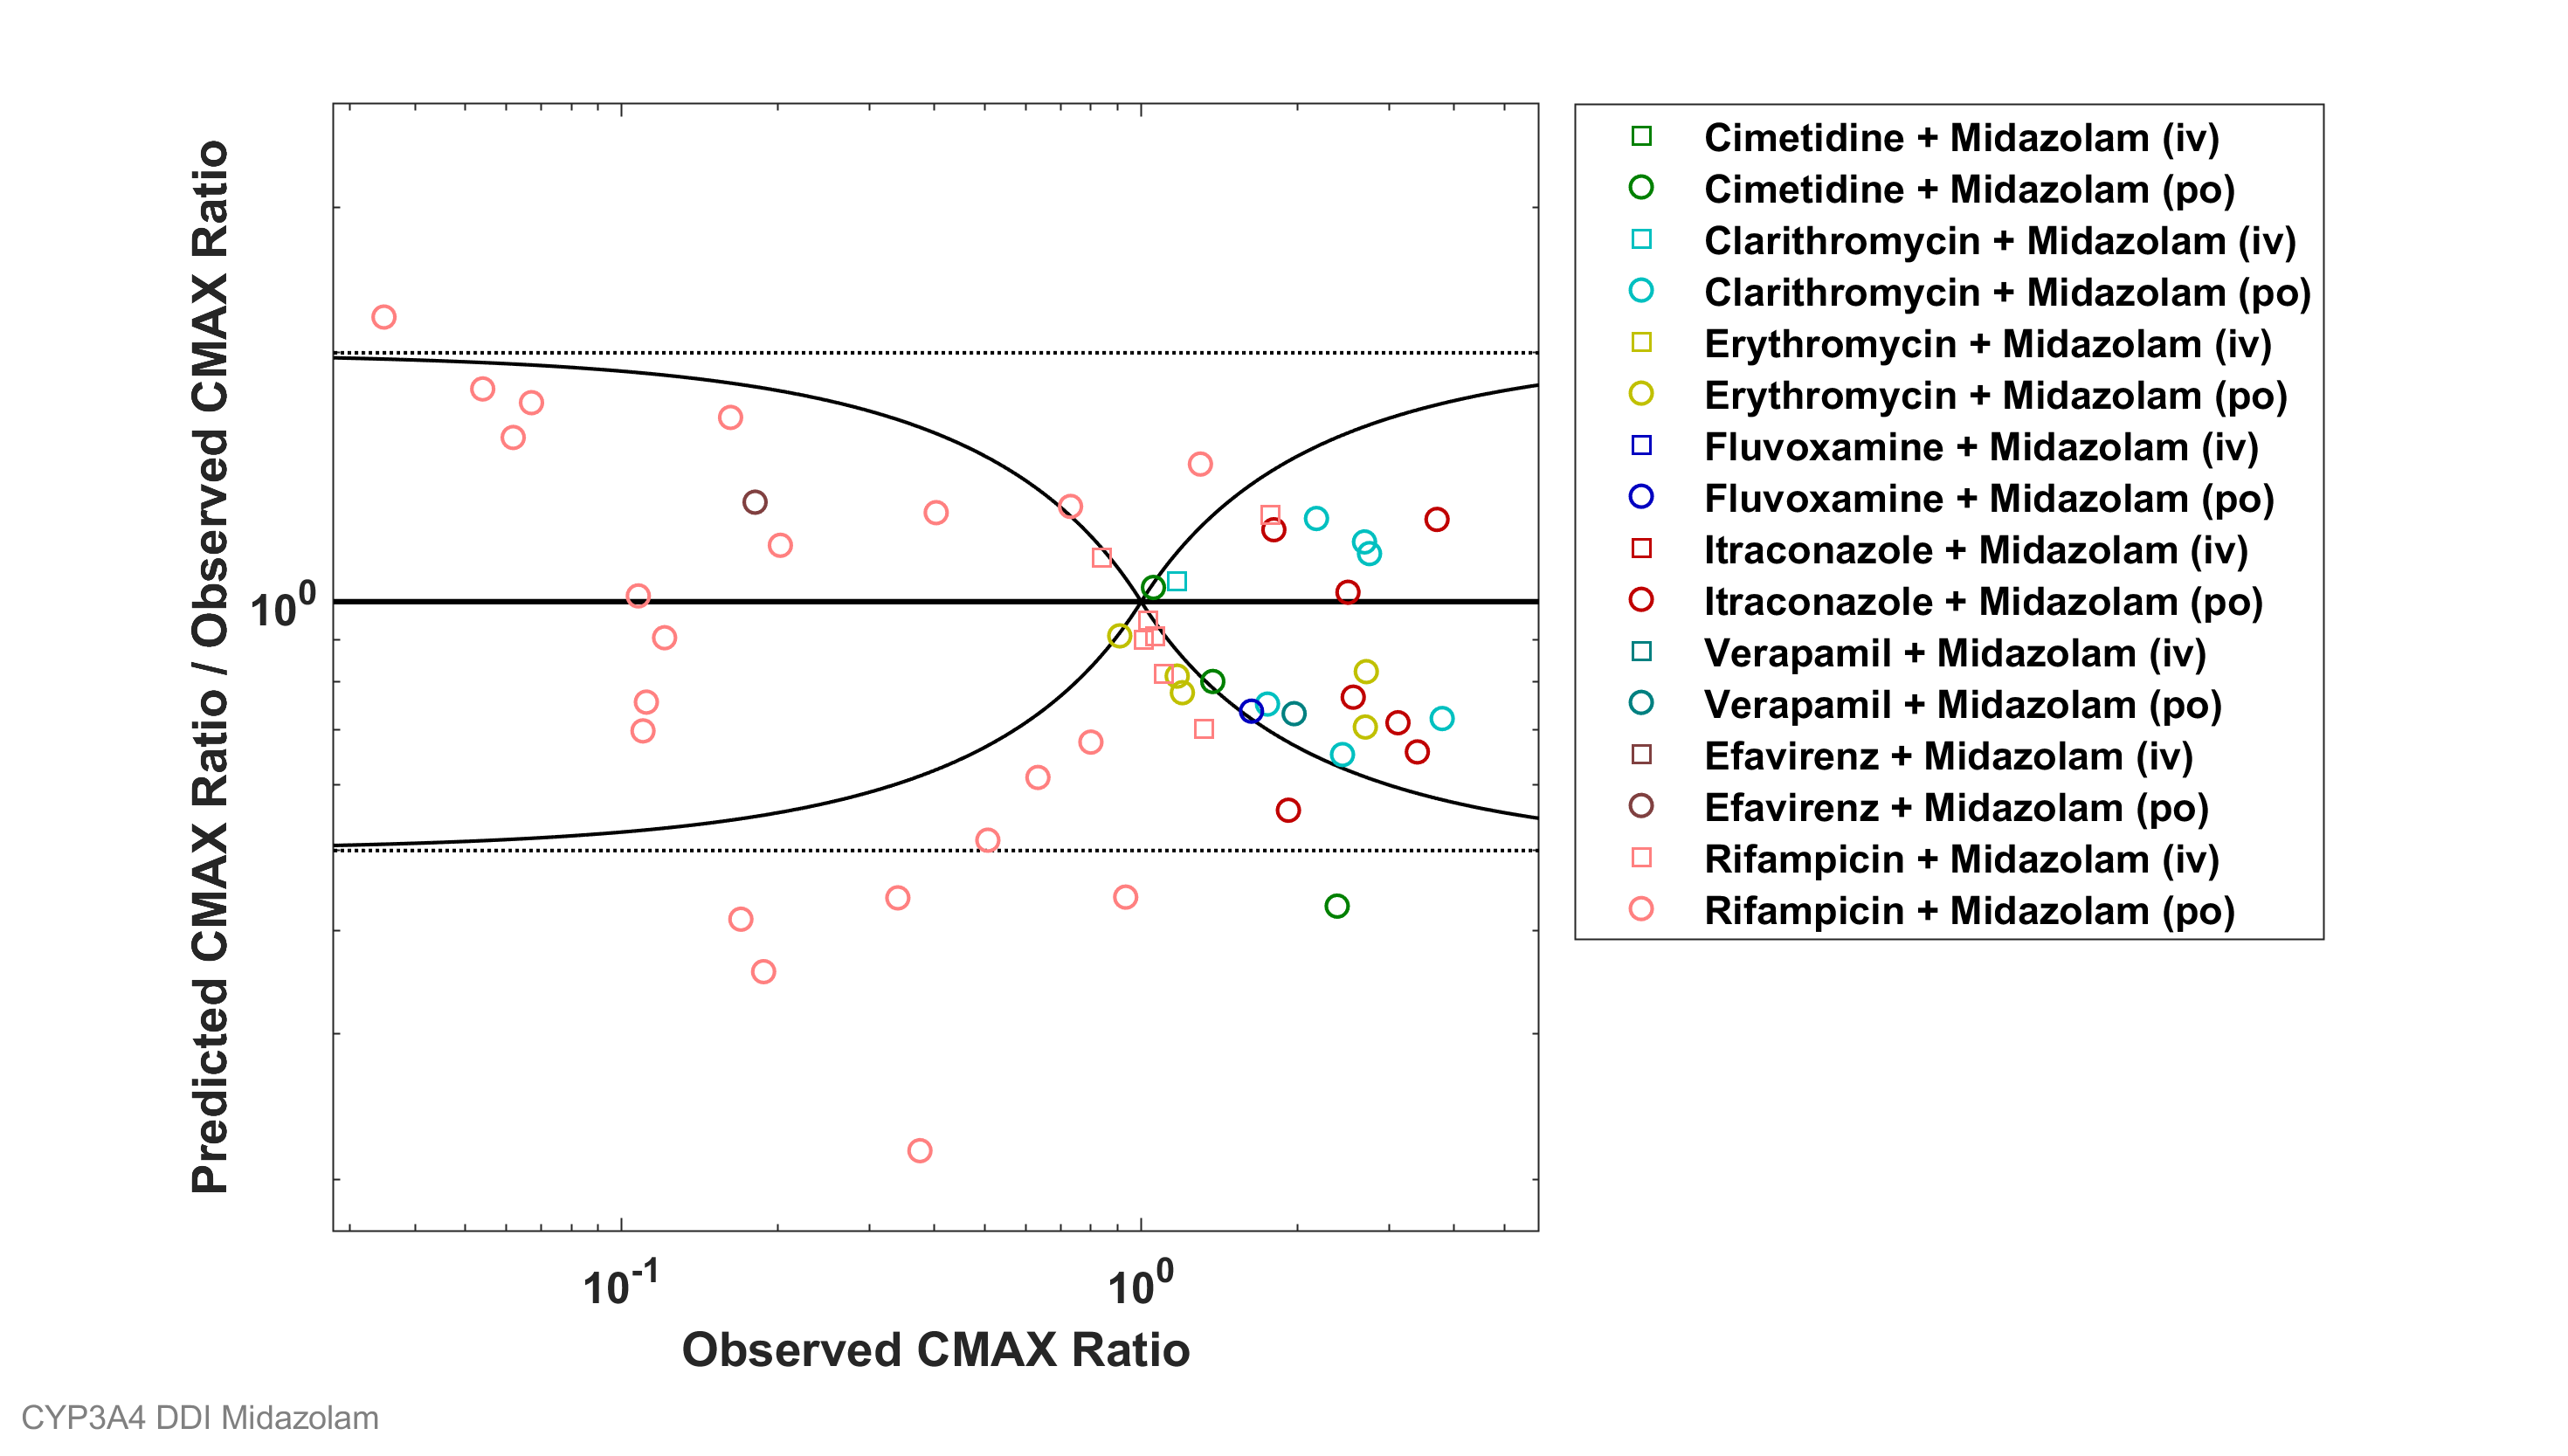 Predicted CMAX Ratio / Observed CMAX Ratio
10^0
10^-1
10^0
Observed CMAX Ratio
Cimetidine + Midazolam (iv)
Cimetidine + Midazolam (po)
Clarithromycin + Midazolam (iv)
Clarithromycin + Midazolam (po)
Erythromycin + Midazolam (iv)
Erythromycin + Midazolam (po)
Fluvoxamine + Midazolam (iv)
Fluvoxamine + Midazolam (po)
Itraconazole + Midazolam (iv)
Itraconazole + Midazolam (po)
Verapamil + Midazolam (iv)
Verapamil + Midazolam (po)
Efavirenz + Midazolam (iv)
Efavirenz + Midazolam (po)
Rifampicin + Midazolam (iv)
Rifampicin + Midazolam (po)
CYP3A4 DDI Midazolam